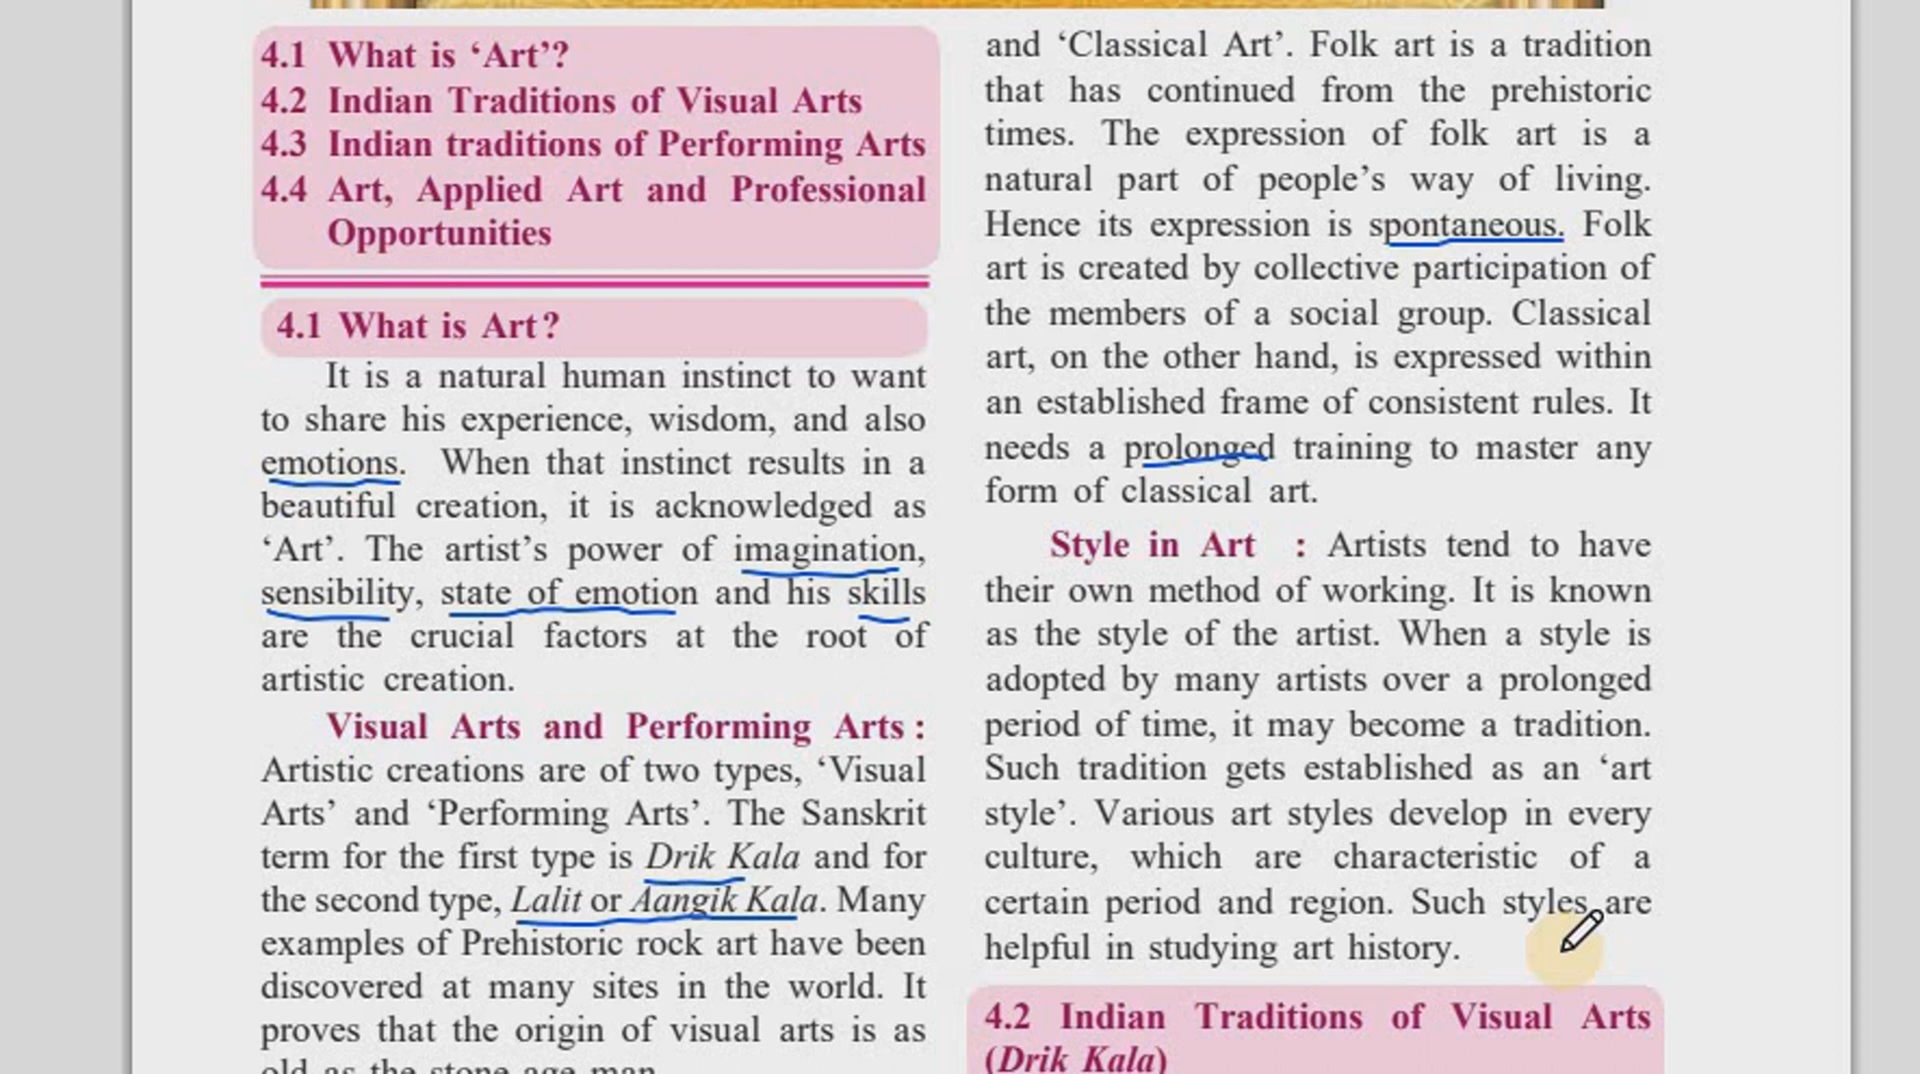 4.1 What is ‘Art’?
4.2 Indian Traditions of Visual Arts
4.3 Indian traditions of Performing Arts
4.4 Art, Applied Art and Professional
Opportunities
4.1 What is Art?
It is a natural human instinct to want
to share his experience, wisdom, and also
emotions. When that instinct results in a
beautiful creation, it is acknowledged as
‘Art’. The artist’s power of imagination,
sensibility, state of emotion and his skills
are the crucial factors at the root of
artistic creation.
Visual Arts and Performing Arts :
Artistic creations are of two types, ‘Visual
Arts’ and ‘Performing Arts’. The Sanskrit
term for the first type is Drik Kala and for
the second type, Lalit or Aangik Kala. Many
examples of Prehistoric rock art have been
discovered at many sites in the world. It
proves that the origin of visual arts is as
old as the stone age man.
and ‘Classical Art’. Folk art is a tradition
that has continued from the prehistoric
times. The expression of folk art is a
natural part of people’s way of living.
Hence its expression is spontaneous. Folk
art is created by collective participation of
the members of a social group. Classical
art, on the other hand, is expressed within
an established frame of consistent rules. It
needs a prolonged training to master any
form of classical art.
Style in Art : Artists tend to have
their own method of working. It is known
as the style of the artist. When a style is
adopted by many artists over a prolonged
period of time, it may become a tradition.
Such tradition gets established as an ‘art
style’. Various art styles develop in every
culture, which are characteristic of a
certain period and region. Such styles are
helpful in studying art history.
4.2 Indian Traditions of Visual Arts
(Drik Kala)